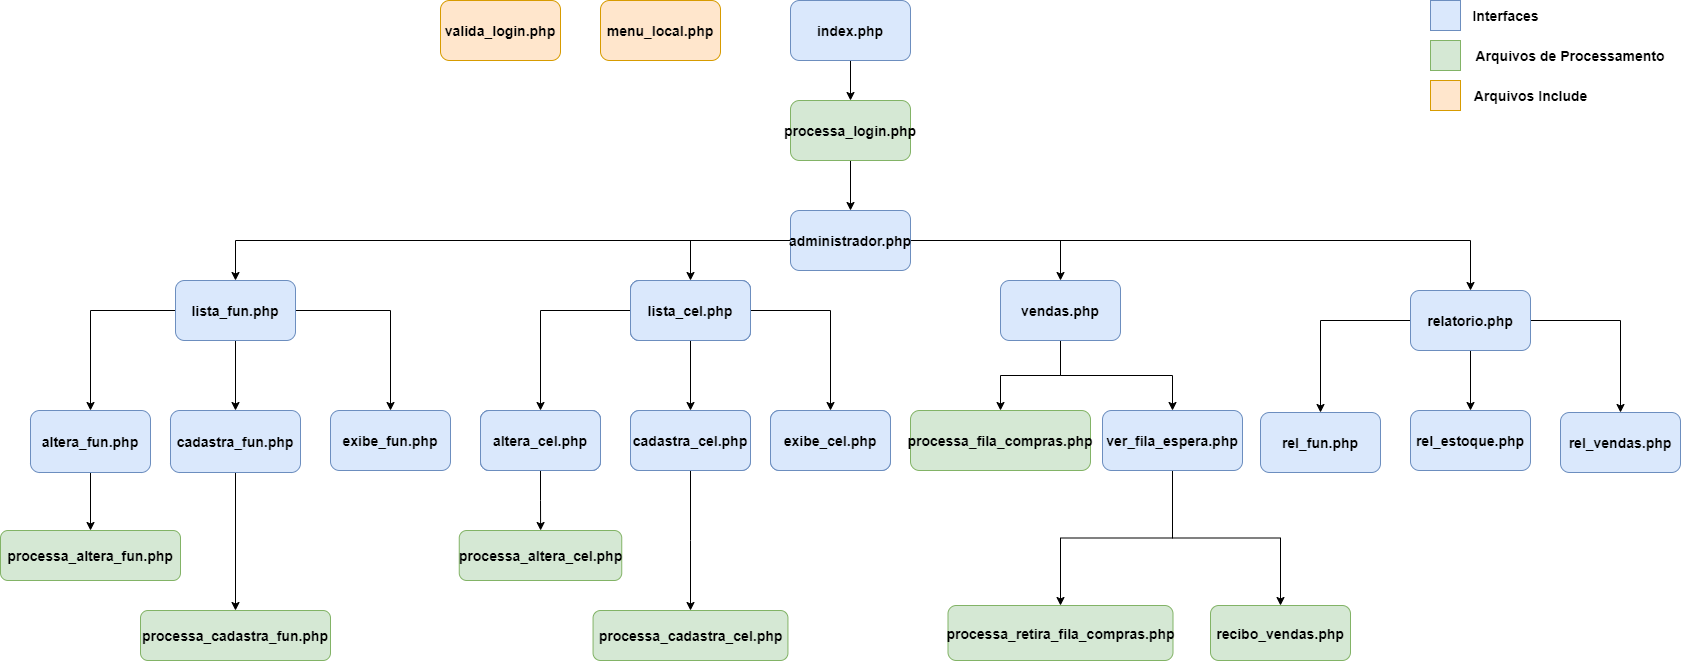 valida_login.php
menu_local.php
index.php
Interfaces
Arquivos de Processamento
Arquivos Include
processa_login.php
administrador.php
lista_fun.php
lista_cel.php
vendas.php
relatorio.php
altera_fun.php
cadastra_fun.php
exibe_fun.php
altera_cel.php
cadastra_cel.php
exibe_cel.php
processa_fila_compras.php
ver_fila_espera.php
rel_fun.php
rel_estoque.php
rel_vendas.php
processa_altera_fun.php
processa_altera_cel.php
processa_cadastra_fun.php
processa_cadastra_cel.php
processa_retira_fila_compras.php
recibo_vendas.php